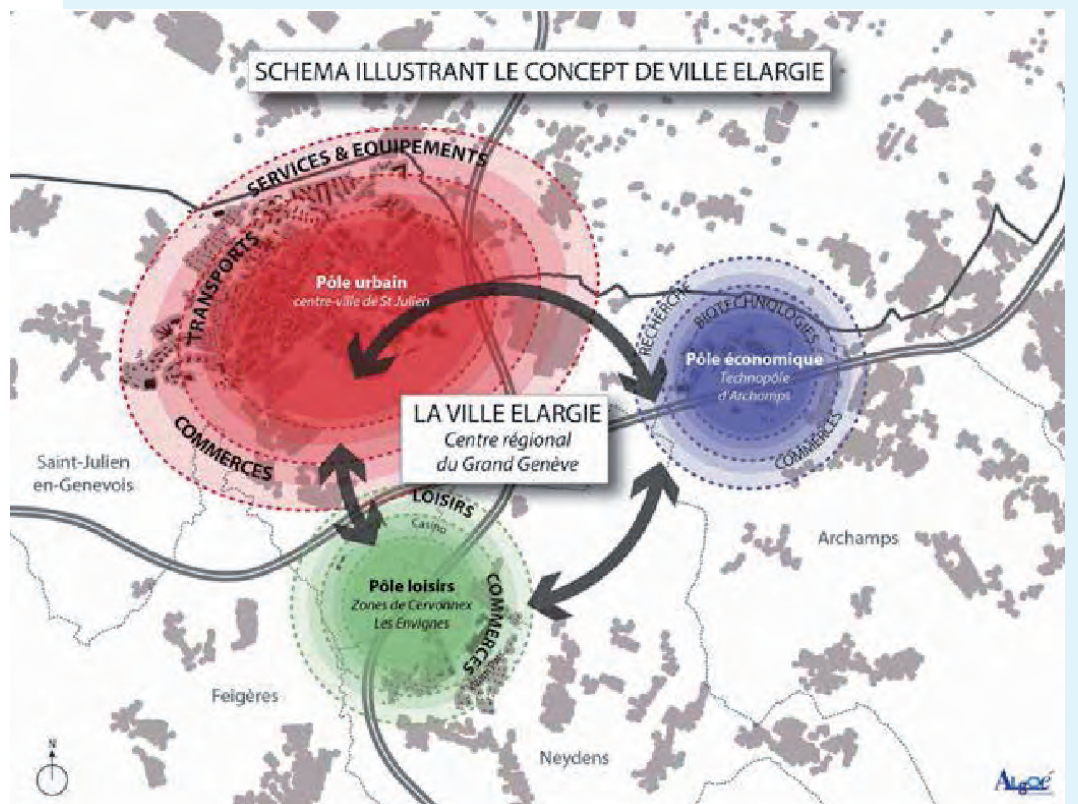 SCHEMA ILLUSTRANT LE CONCEPT DE VILLE ELARGIE
SERVICES & EQUIPEMENTS
TRANSPORTS
Pôle urbain
centre-ville de St Julien
COMMERCES
RECHERCHE
BIOTECHNOLOGIES
Pôle économique
Technopôle
d'Archamps
COMMERCES
LA VILLE ELARGIE
Centre régional
du Grand Genève
Saint-Julien
en-Genevois
LOISIRS
Casino
Pôle loisirs
Zones de Cervonnex
Les Envignes
COMMERCES
Archamps
Feigères
Neydens
N
Algoé